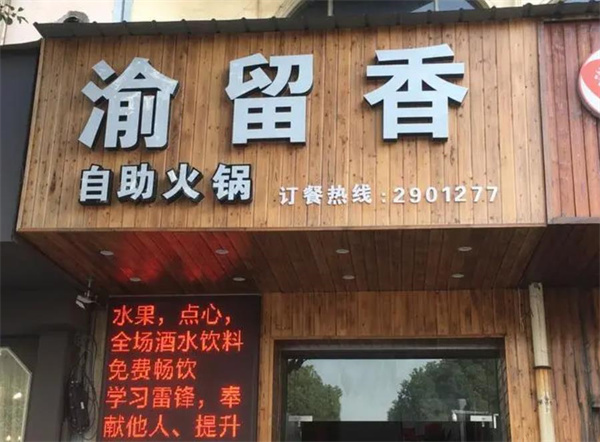 渝留香
自助火锅
订餐热线:2901277
水果，点心，
全场酒水饮料
免费畅饮
学习雷锋，奉
献他人、提升